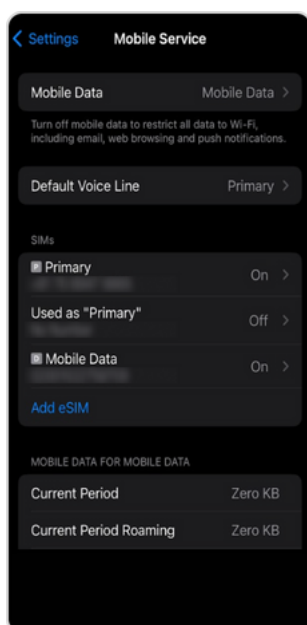 Settings
Mobile Service
Mobile Data
Mobile Data
Turn off mobile data to restrict all data to Wi-Fi,
including email, web browsing and push notifications.
Default Voice Line
Primary
SIMs
P Primary
On
Used as "Primary"
Off
D Mobile Data
On
Add eSIM
MOBILE DATA FOR MOBILE DATA
Current Period
Zero KB
Current Period Roaming
Zero KB